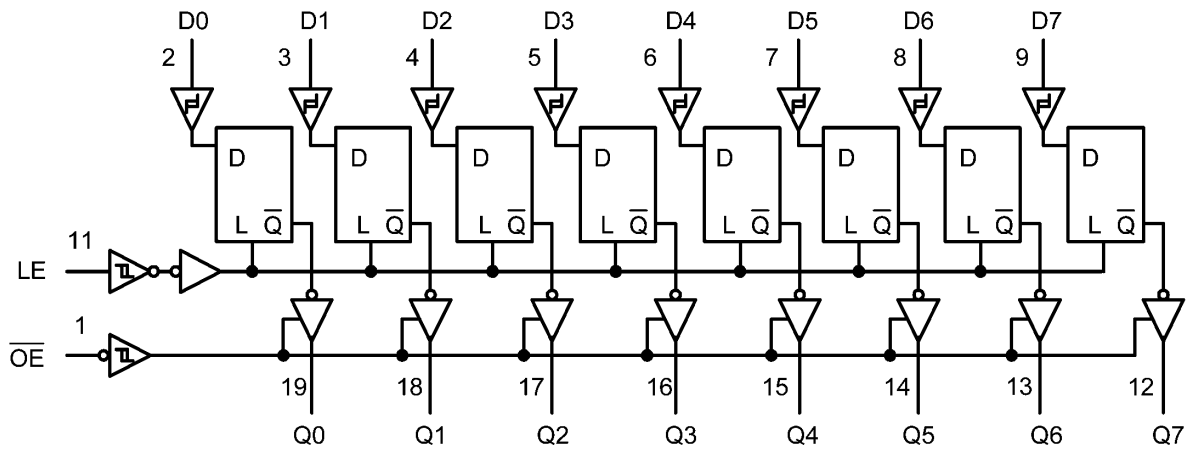 D0 D1 D2 D3 D4 D5 D6 D7
2 3 4 5 6 7 8 9
D D D D D D D D
L Q̅ L Q̅ L Q̅ L Q̅ L Q̅ L Q̅ L Q̅ L Q̅
11
LE
1
O̅E̅
19 18 17 16 15 14 13 12
Q0 Q1 Q2 Q3 Q4 Q5 Q6 Q7